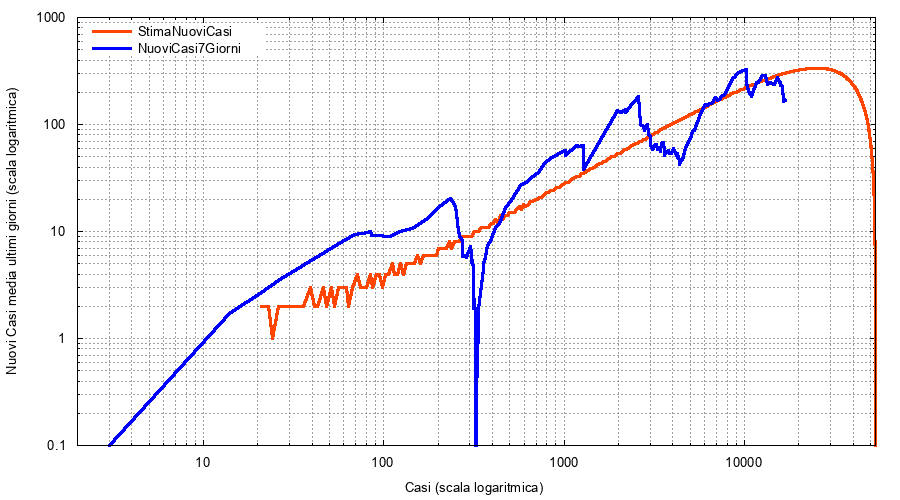 1000
StimaNuoviCasi
NuoviCasi7Giorni
100
10
1
0.1
Nuovi Casi media ultimi giorni (scala logaritmica)
10 100 1000 10000
Casi (scala logaritmica)